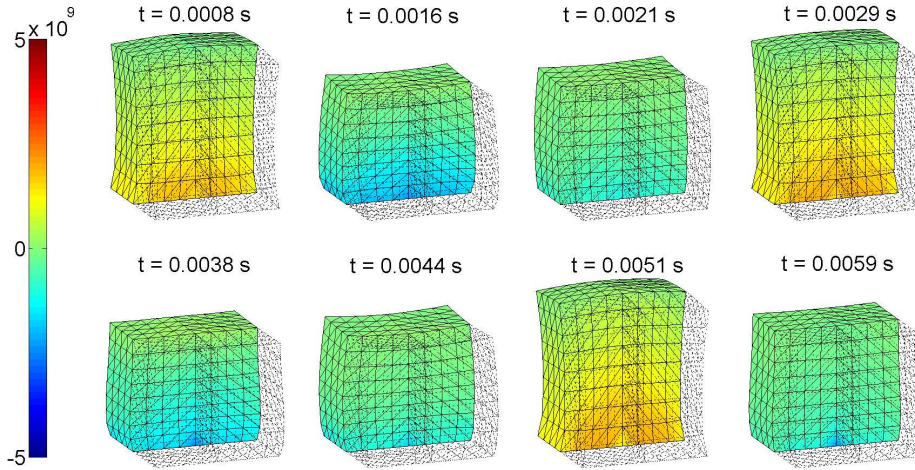 x 10^9
5
0
-5
t = 0.0008 s
t = 0.0016 s
t = 0.0021 s
t = 0.0029 s
t = 0.0038 s
t = 0.0044 s
t = 0.0051 s
t = 0.0059 s